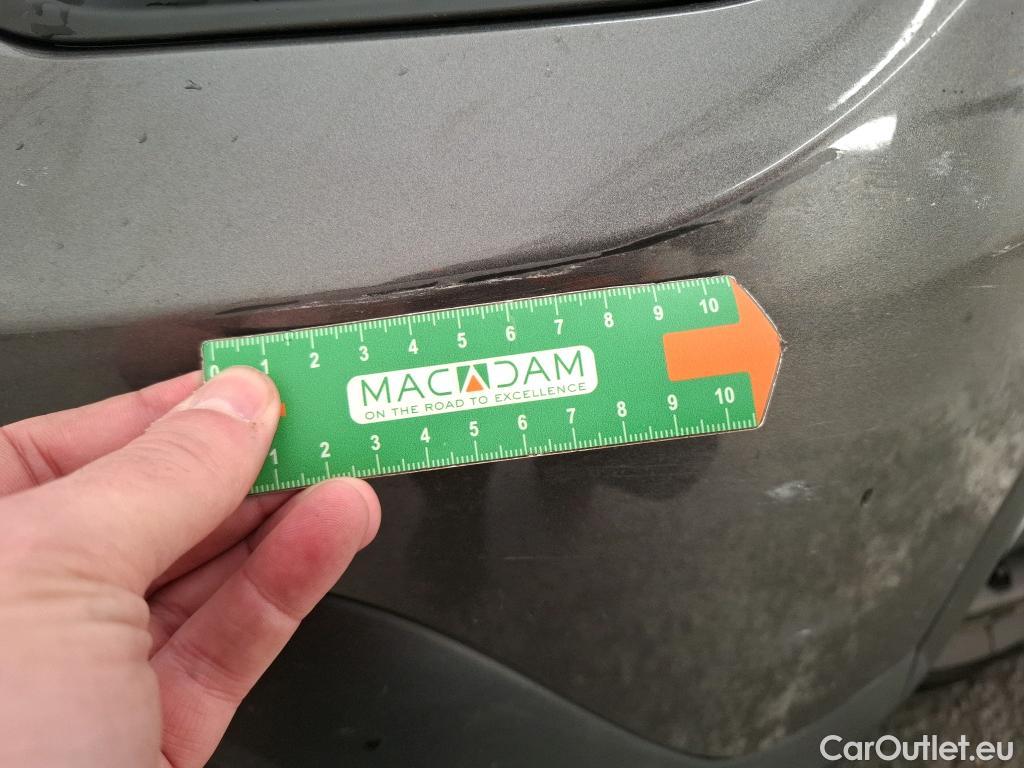 0 1 2 3 4 5 6 7 8 9 10
MACADAM
ON THE ROAD TO EXCELLENCE
1 2 3 4 5 6 7 8 9 10
CarOutlet.eu